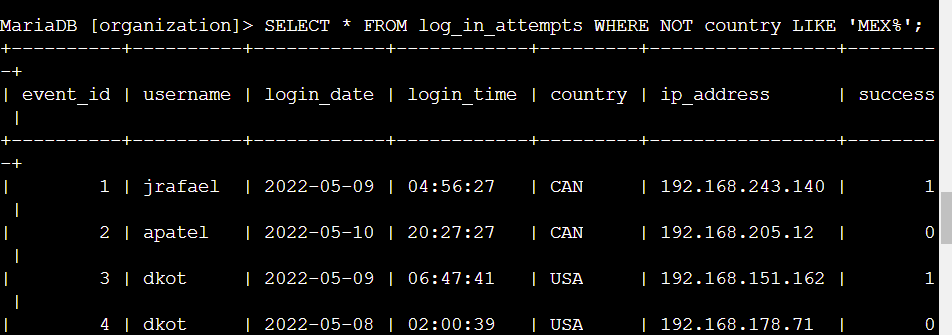 MariaDB [organization]> SELECT * FROM log_in_attempts WHERE NOT country LIKE 'MEX%';
+----------+----------+------------+------------+---------+-----------------+--------
-+
| event_id | username | login_date | login_time | country | ip_address      | success
 |
+----------+----------+------------+------------+---------+-----------------+--------
-+
|        1 | jrafael  | 2022-05-09 | 04:56:27   | CAN     | 192.168.243.140 |       1
 |
|        2 | apatel   | 2022-05-10 | 20:27:27   | CAN     | 192.168.205.12  |       0
 |
|        3 | dkot     | 2022-05-09 | 06:47:41   | USA     | 192.168.151.162 |       1
 |
|        4 | dkot     | 2022-05-08 | 02:00:39   | USA     | 192.168.178.71  |       0